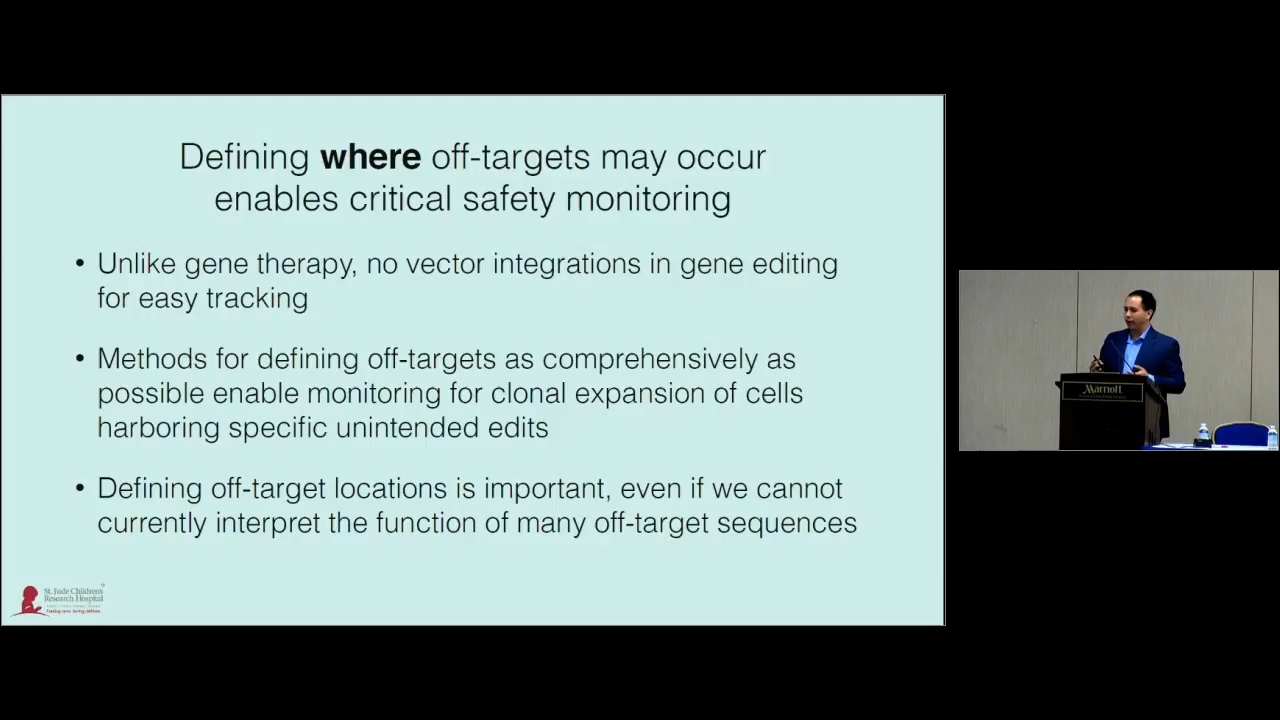 Defining where off-targets may occur
enables critical safety monitoring
• Unlike gene therapy, no vector integrations in gene editing
for easy tracking
• Methods for defining off-targets as comprehensively as
possible enable monitoring for clonal expansion of cells
harboring specific unintended edits
• Defining off-target locations is important, even if we cannot
currently interpret the function of many off-target sequences
St. Jude Children's
Research Hospital
Marriott